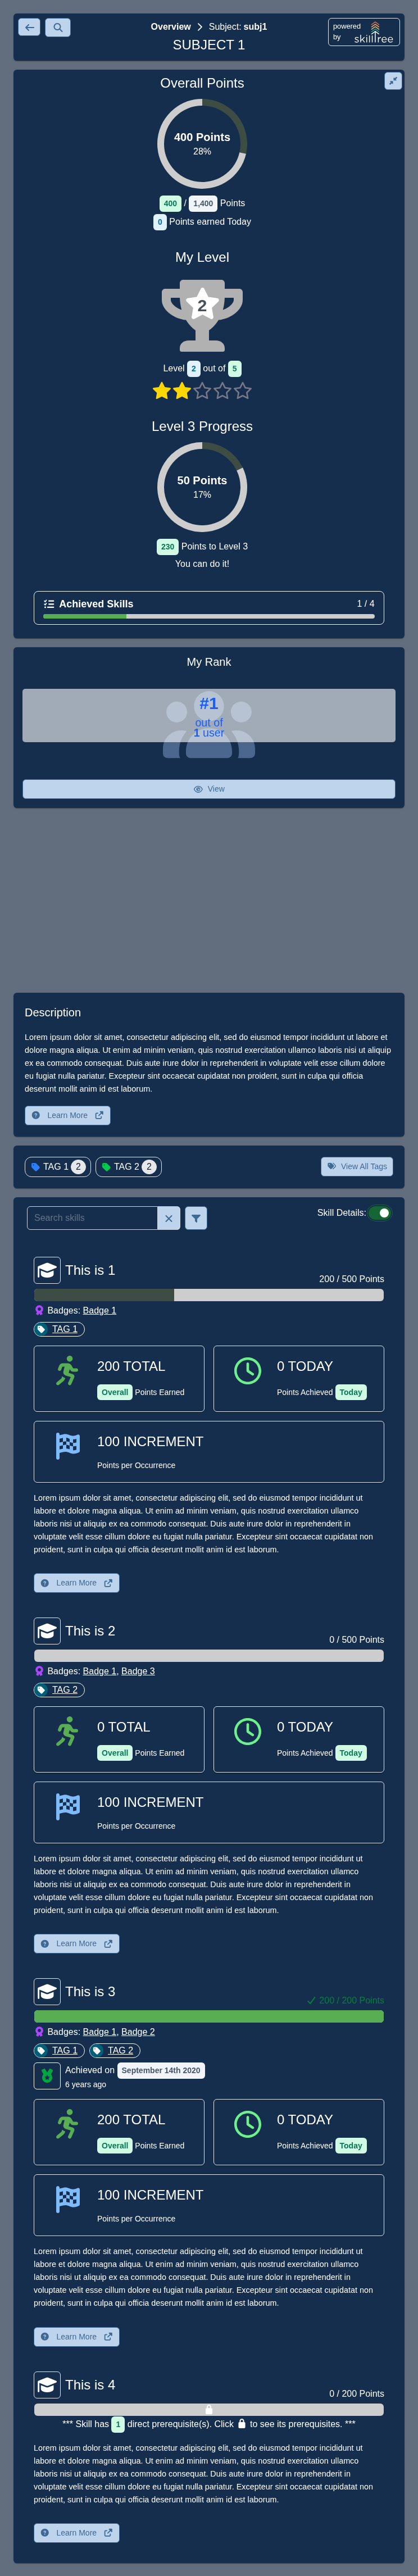 Overview > Subject: subj1
SUBJECT 1
powered
by
skilltree
Overall Points
400 Points
28%
400 / 1,400 Points
0 Points earned Today
My Level
2
Level 2 out of 5
Level 3 Progress
50 Points
17%
230 Points to Level 3
You can do it!
Achieved Skills 1 / 4
My Rank
#1
out of
1 user
View
Description
Lorem ipsum dolor sit amet, consectetur adipiscing elit, sed do eiusmod tempor incididunt ut labore et
dolore magna aliqua. Ut enim ad minim veniam, quis nostrud exercitation ullamco laboris nisi ut aliquip
ex ea commodo consequat. Duis aute irure dolor in reprehenderit in voluptate velit esse cillum dolore
eu fugiat nulla pariatur. Excepteur sint occaecat cupidatat non proident, sunt in culpa qui officia
deserunt mollit anim id est laborum.
Learn More
TAG 1 2 TAG 2 2 View All Tags
Search skills
Skill Details:
This is 1
200 / 500 Points
Badges: Badge 1
TAG 1
200 TOTAL
Overall Points Earned
0 TODAY
Points Achieved Today
100 INCREMENT
Points per Occurrence
Lorem ipsum dolor sit amet, consectetur adipiscing elit, sed do eiusmod tempor incididunt ut
labore et dolore magna aliqua. Ut enim ad minim veniam, quis nostrud exercitation ullamco
laboris nisi ut aliquip ex ea commodo consequat. Duis aute irure dolor in reprehenderit in
voluptate velit esse cillum dolore eu fugiat nulla pariatur. Excepteur sint occaecat cupidatat non
proident, sunt in culpa qui officia deserunt mollit anim id est laborum.
Learn More
This is 2
0 / 500 Points
Badges: Badge 1, Badge 3
TAG 2
0 TOTAL
Overall Points Earned
0 TODAY
Points Achieved Today
100 INCREMENT
Points per Occurrence
Lorem ipsum dolor sit amet, consectetur adipiscing elit, sed do eiusmod tempor incididunt ut
labore et dolore magna aliqua. Ut enim ad minim veniam, quis nostrud exercitation ullamco
laboris nisi ut aliquip ex ea commodo consequat. Duis aute irure dolor in reprehenderit in
voluptate velit esse cillum dolore eu fugiat nulla pariatur. Excepteur sint occaecat cupidatat non
proident, sunt in culpa qui officia deserunt mollit anim id est laborum.
Learn More
This is 3
200 / 200 Points
Badges: Badge 1, Badge 2
TAG 1 TAG 2
Achieved on September 14th 2020
6 years ago
200 TOTAL
Overall Points Earned
0 TODAY
Points Achieved Today
100 INCREMENT
Points per Occurrence
Lorem ipsum dolor sit amet, consectetur adipiscing elit, sed do eiusmod tempor incididunt ut
labore et dolore magna aliqua. Ut enim ad minim veniam, quis nostrud exercitation ullamco
laboris nisi ut aliquip ex ea commodo consequat. Duis aute irure dolor in reprehenderit in
voluptate velit esse cillum dolore eu fugiat nulla pariatur. Excepteur sint occaecat cupidatat non
proident, sunt in culpa qui officia deserunt mollit anim id est laborum.
Learn More
This is 4
0 / 200 Points
*** Skill has 1 direct prerequisite(s). Click to see its prerequisites. ***
Lorem ipsum dolor sit amet, consectetur adipiscing elit, sed do eiusmod tempor incididunt ut
labore et dolore magna aliqua. Ut enim ad minim veniam, quis nostrud exercitation ullamco
laboris nisi ut aliquip ex ea commodo consequat. Duis aute irure dolor in reprehenderit in
voluptate velit esse cillum dolore eu fugiat nulla pariatur. Excepteur sint occaecat cupidatat non
proident, sunt in culpa qui officia deserunt mollit anim id est laborum.
Learn More